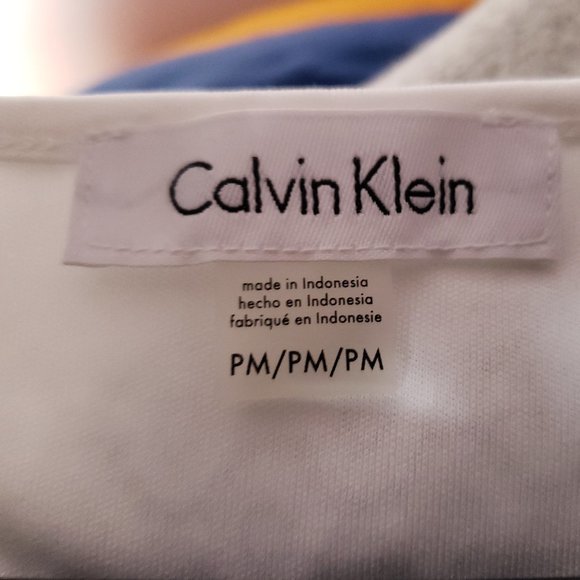 Calvin Klein
made in Indonesia
hecho en Indonesia
fabriqué en Indonesie
PM/PM/PM